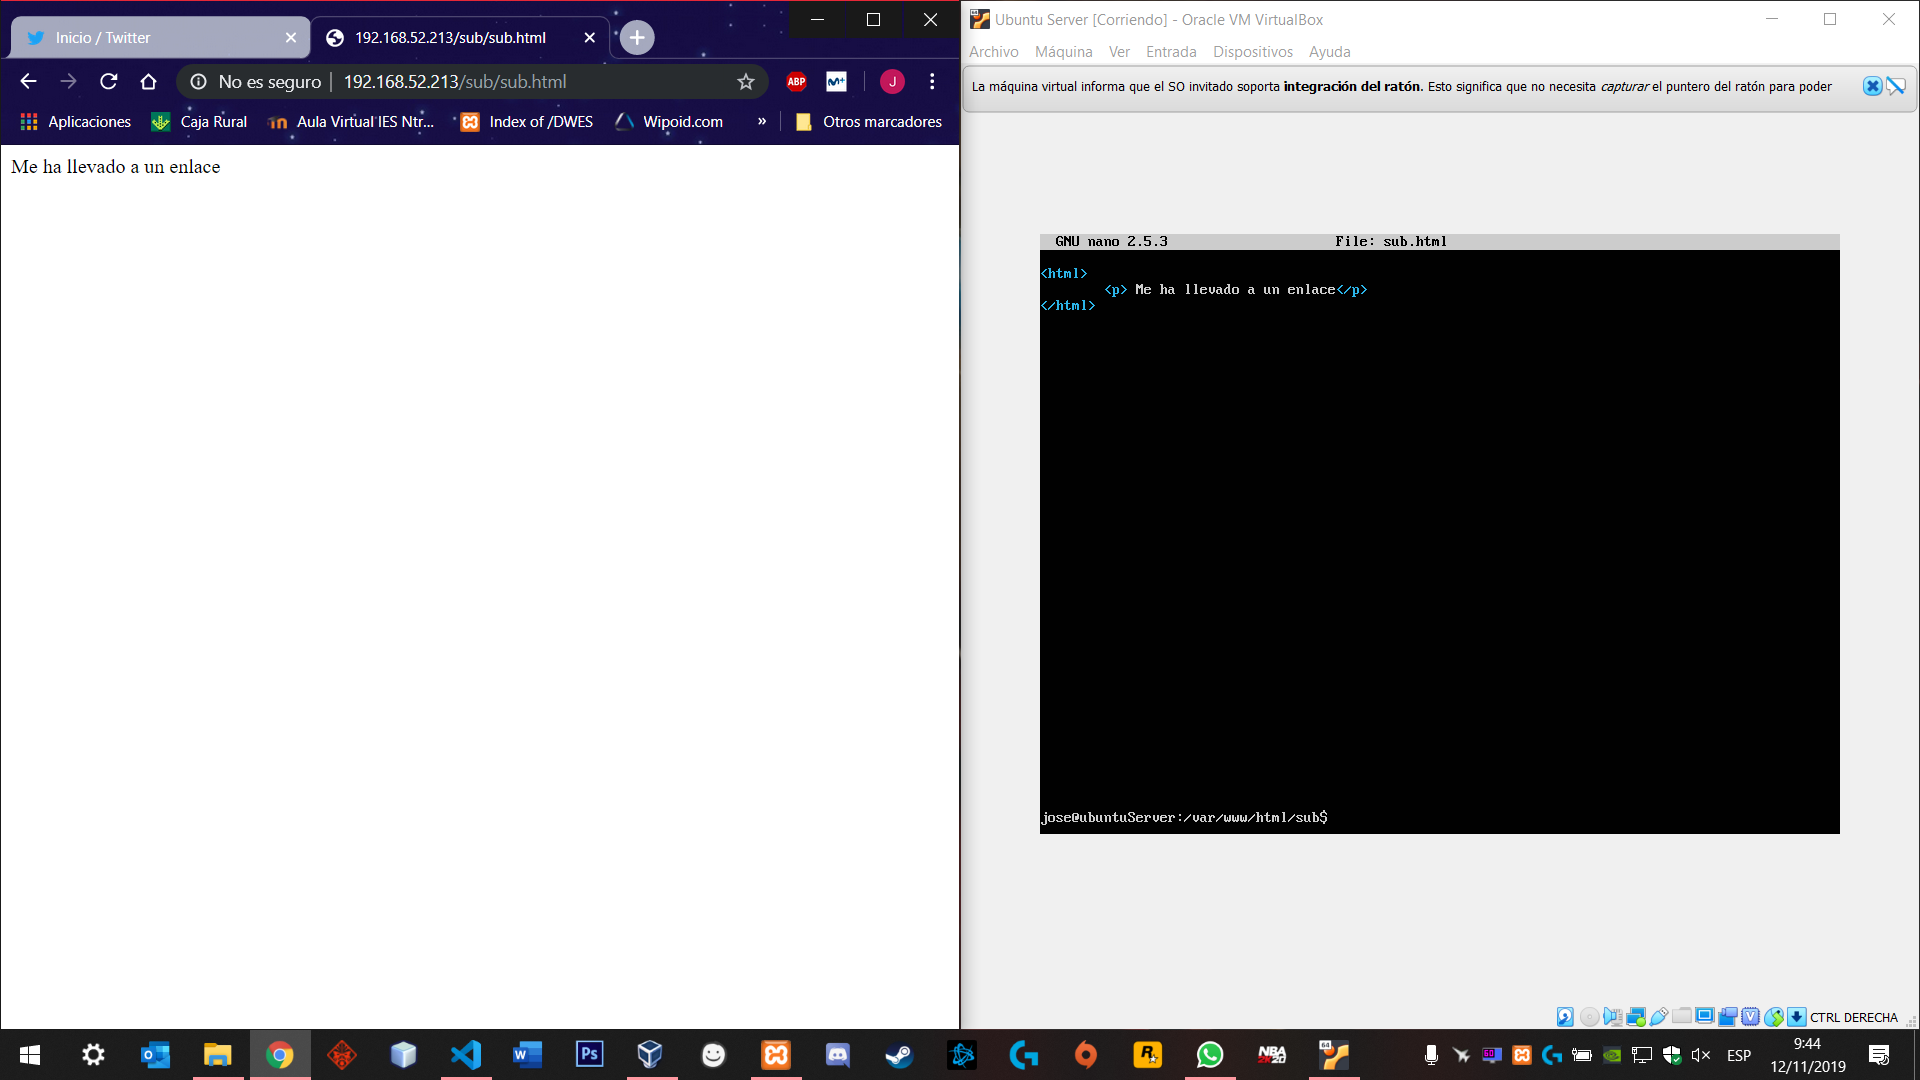 Inicio / Twitter
192.168.52.213/sub/sub.html
No es seguro | 192.168.52.213/sub/sub.html
ABP
J
Aplicaciones
Caja Rural
Aula Virtual IES Ntr...
Index of /DWES
Wipoid.com
»
Otros marcadores
Me ha llevado a un enlace
Ubuntu Server [Corriendo] - Oracle VM VirtualBox
Archivo Máquina Ver Entrada Dispositivos Ayuda
La máquina virtual informa que el SO invitado soporta integración del ratón. Esto significa que no necesita capturar el puntero del ratón para poder
GNU nano 2.5.3 File: sub.html
<html>
<p> Me ha llevado a un enlace</p>
</html>
jose@ubuntuServer:/var/www/html/sub$
CTRL DERECHA
ESP
9:44
12/11/2019